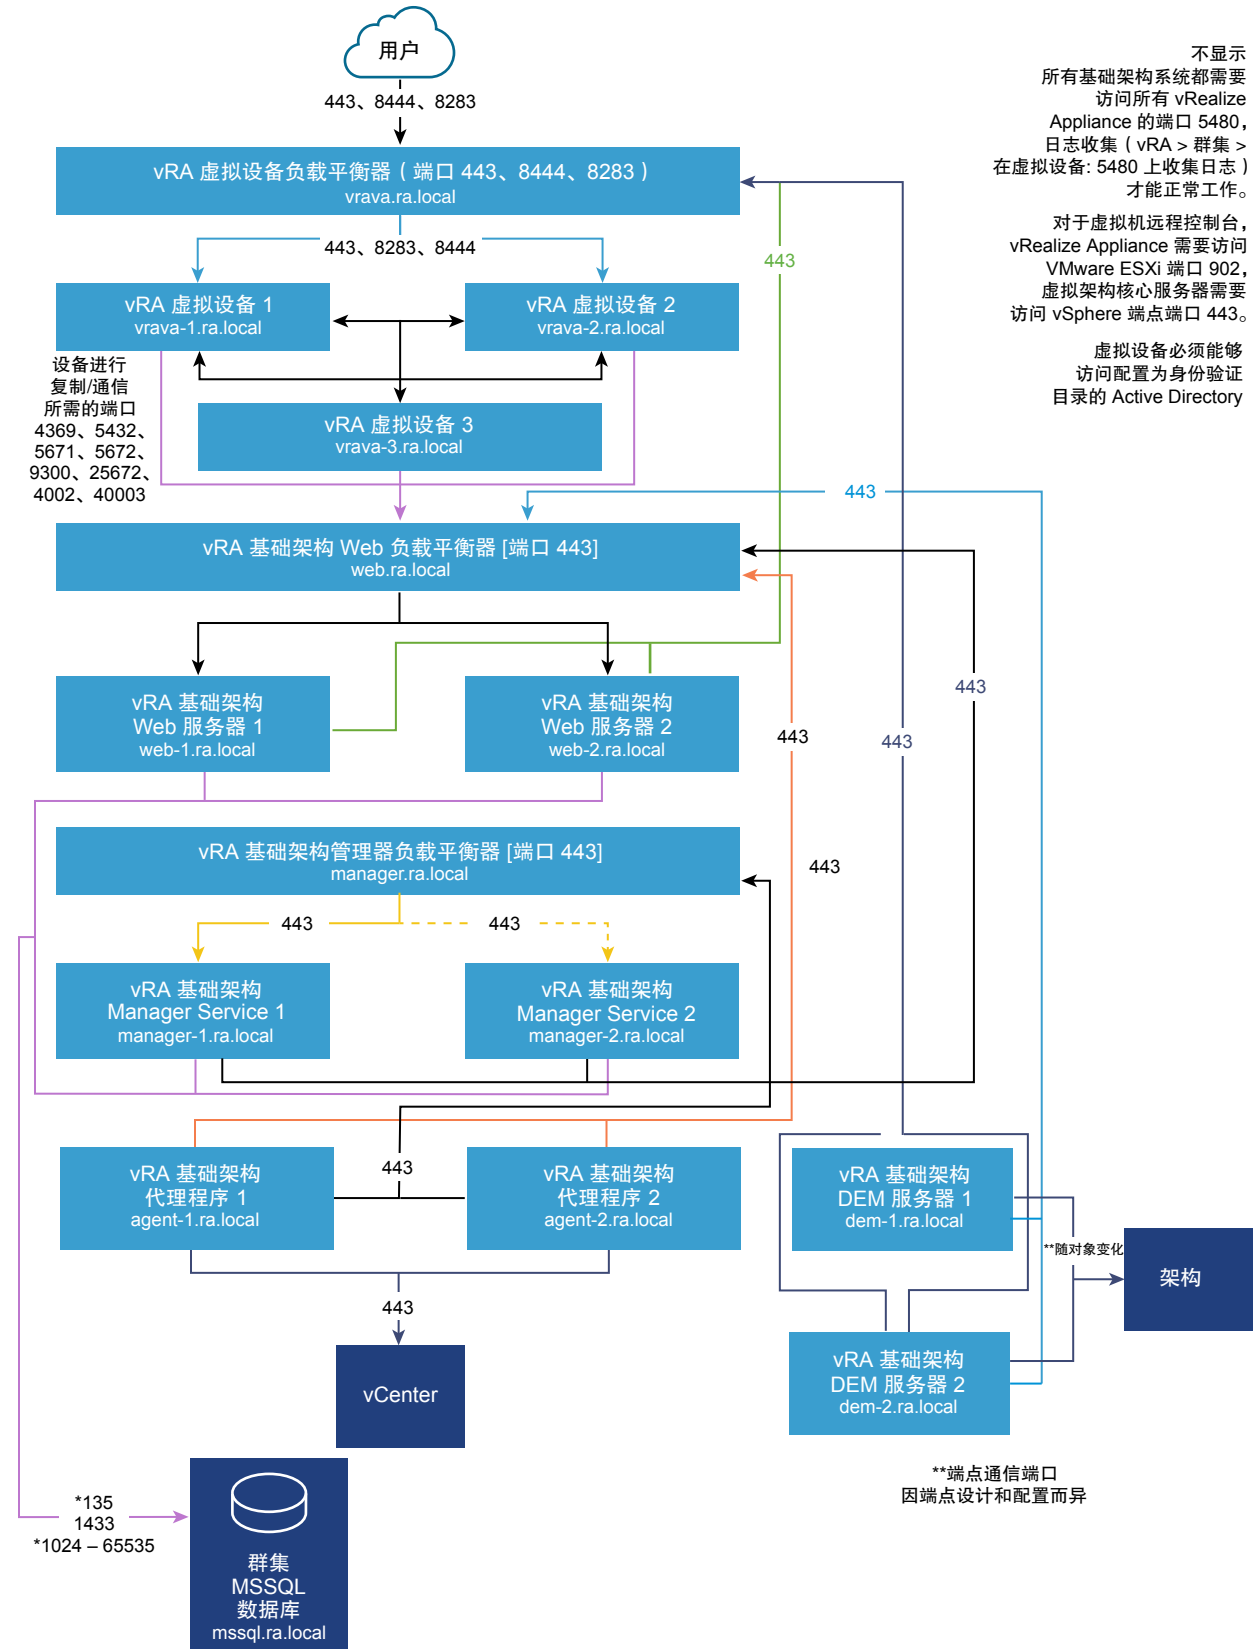 用户
443、8444、8283
vRA 虚拟设备负载平衡器（端口 443、8444、8283）
vrava.ra.local
不显示
所有基础架构系统都需要
访问所有 vRealize
Appliance 的端口 5480，
日志收集（vRA > 群集 >
在虚拟设备: 5480 上收集日志）
才能正常工作。
对于虚拟机远程控制台，
vRealize Appliance 需要访问
VMware ESXi 端口 902，
虚拟架构核心服务器需要
访问 vSphere 端点端口 443。
虚拟设备必须能够
访问配置为身份验证
目录的 Active Directory
443、8283、8444
443
vRA 虚拟设备 1
vrava-1.ra.local
vRA 虚拟设备 2
vrava-2.ra.local
设备进行
复制/通信
所需的端口
4369、5432、
5671、5672、
9300、25672、
4002、40003
vRA 虚拟设备 3
vrava-3.ra.local
443
vRA 基础架构 Web 负载平衡器 [端口 443]
web.ra.local
vRA 基础架构
Web 服务器 1
web-1.ra.local
vRA 基础架构
Web 服务器 2
web-2.ra.local
443
443
443
vRA 基础架构管理器负载平衡器 [端口 443]
manager.ra.local
443
443
443
vRA 基础架构
Manager Service 1
manager-1.ra.local
vRA 基础架构
Manager Service 2
manager-2.ra.local
vRA 基础架构
代理程序 1
agent-1.ra.local
443
vRA 基础架构
代理程序 2
agent-2.ra.local
vRA 基础架构
DEM 服务器 1
dem-1.ra.local
**随对象变化
架构
443
vCenter
vRA 基础架构
DEM 服务器 2
dem-2.ra.local
**端点通信端口
因端点设计和配置而异
*135
1433
*1024 – 65535
群集
MSSQL
数据库
mssql.ra.local